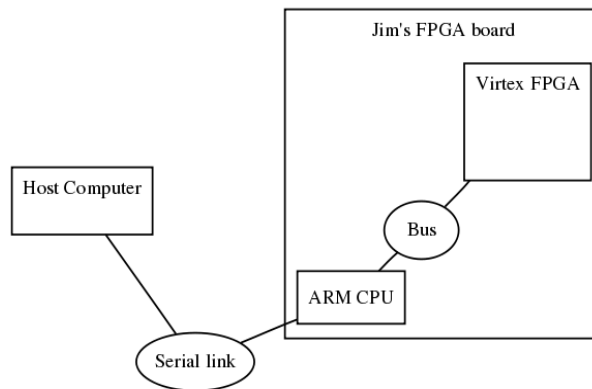 Jim's FPGA board
Virtex FPGA
Host Computer
Bus
ARM CPU
Serial link